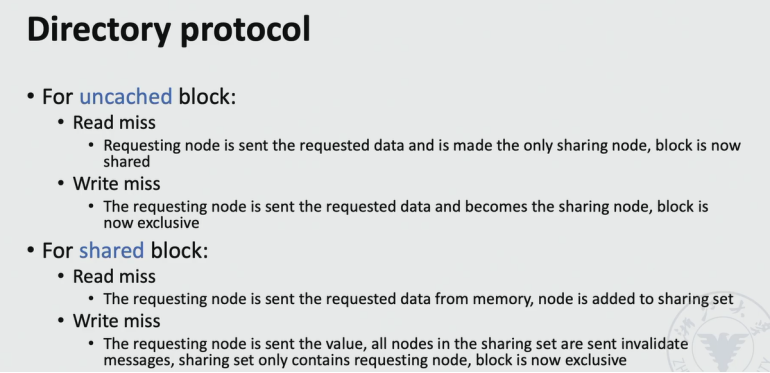 Directory protocol
• For uncached block:
• Read miss
• Requesting node is sent the requested data and is made the only sharing node, block is now
shared
• Write miss
• The requesting node is sent the requested data and becomes the sharing node, block is
now exclusive
• For shared block:
• Read miss
• The requesting node is sent the requested data from memory, node is added to sharing set
• Write miss
• The requesting node is sent the value, all nodes in the sharing set are sent invalidate
messages, sharing set only contains requesting node, block is now exclusive